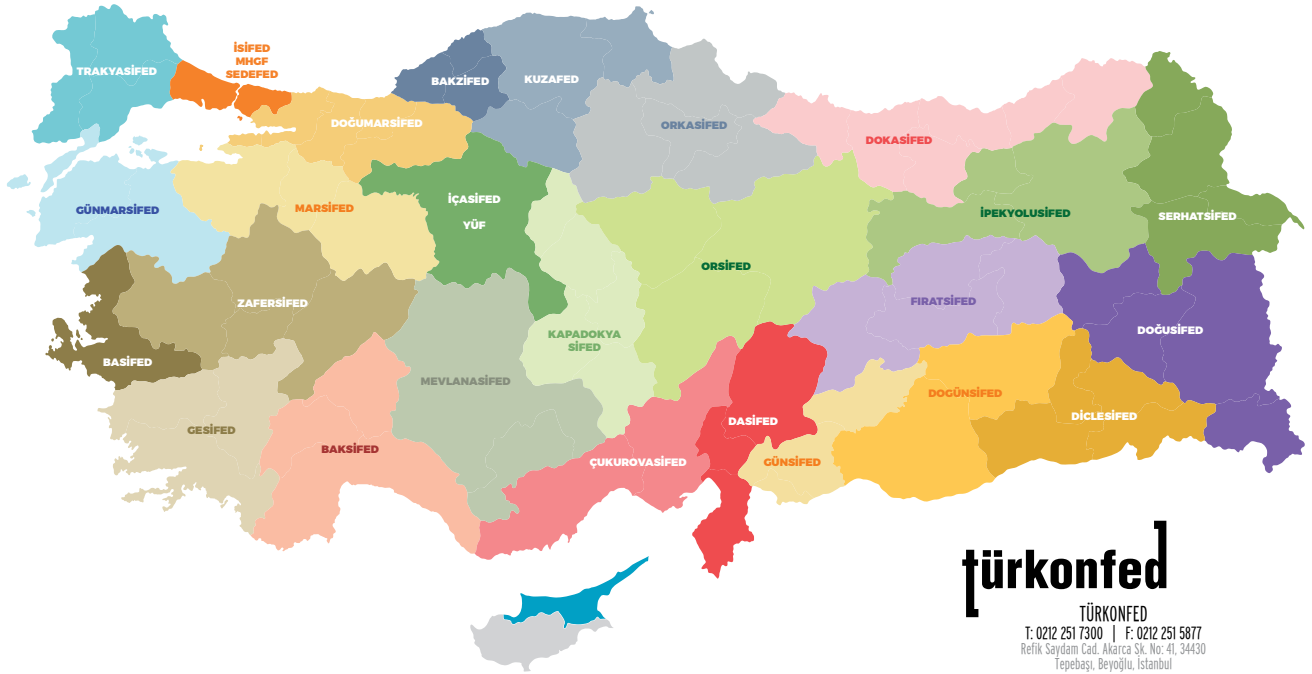 TRAKYASİFED
İSİFED
MHGF
SEDEFED
BAKZİFED
KUZAFED
DOĞUMARSİFED
ORKASİFED
DOKASİFED
GÜNMARSİFED
MARSİFED
İÇASİFED
YÜF
İPEKYOLUSİFED
SERHATSİFED
ORSİFED
ZAFERSİFED
FIRATSİFED
DOĞUSİFED
KAPADOKYA
SİFED
BASİFED
MEVLANASİFED
DOGÜNSİFED
DİCLESİFED
GESİFED
BAKSİFED
DASİFED
ÇUKUROVASİFED
GÜNSİFED
türkonfed
TÜRKONFED
T: 0212 251 7300 | F: 0212 251 5877
Refik Saydam Cad. Akarca Sk. No: 41, 34430
Tepebaşı, Beyoğlu, İstanbul